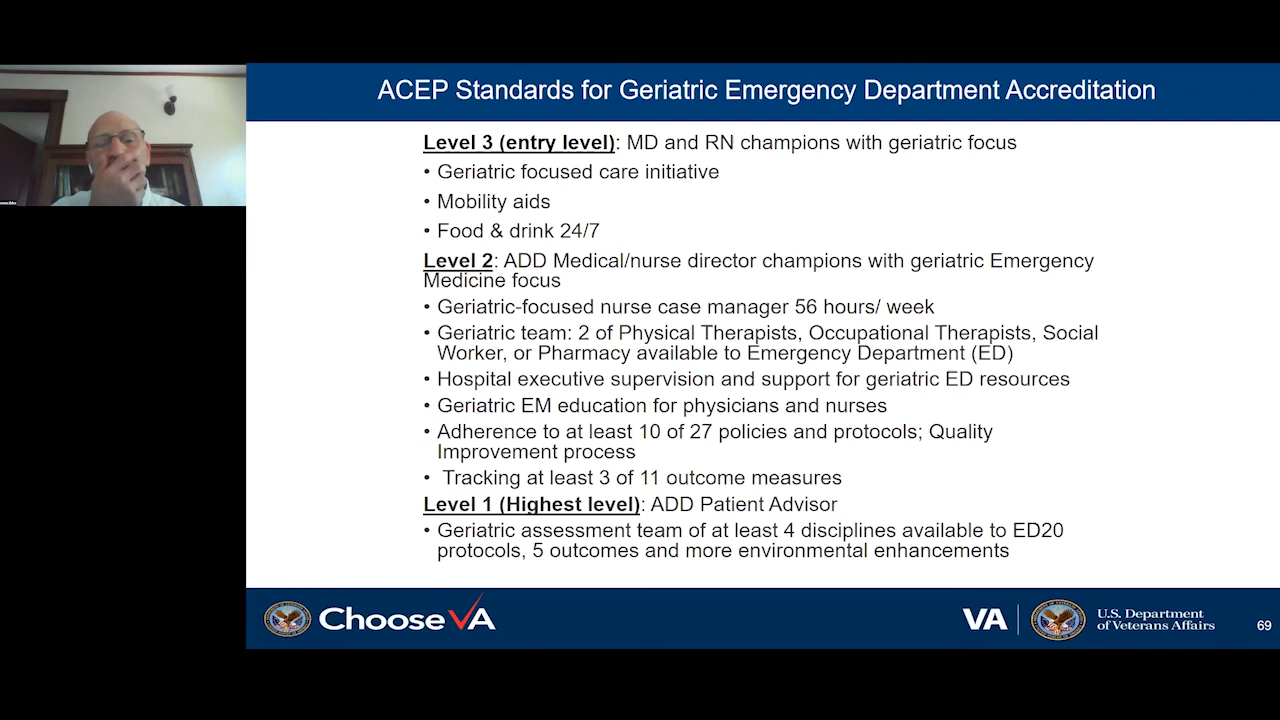 ACEP Standards for Geriatric Emergency Department Accreditation
Level 3 (entry level): MD and RN champions with geriatric focus
• Geriatric focused care initiative
• Mobility aids
• Food & drink 24/7
Level 2: ADD Medical/nurse director champions with geriatric Emergency
Medicine focus
• Geriatric-focused nurse case manager 56 hours/ week
• Geriatric team: 2 of Physical Therapists, Occupational Therapists, Social
Worker, or Pharmacy available to Emergency Department (ED)
• Hospital executive supervision and support for geriatric ED resources
• Geriatric EM education for physicians and nurses
• Adherence to at least 10 of 27 policies and protocols; Quality
Improvement process
• Tracking at least 3 of 11 outcome measures
Level 1 (Highest level): ADD Patient Advisor
• Geriatric assessment team of at least 4 disciplines available to ED20
protocols, 5 outcomes and more environmental enhancements
Choose VA
VA
U.S. Department
of Veterans Affairs
69